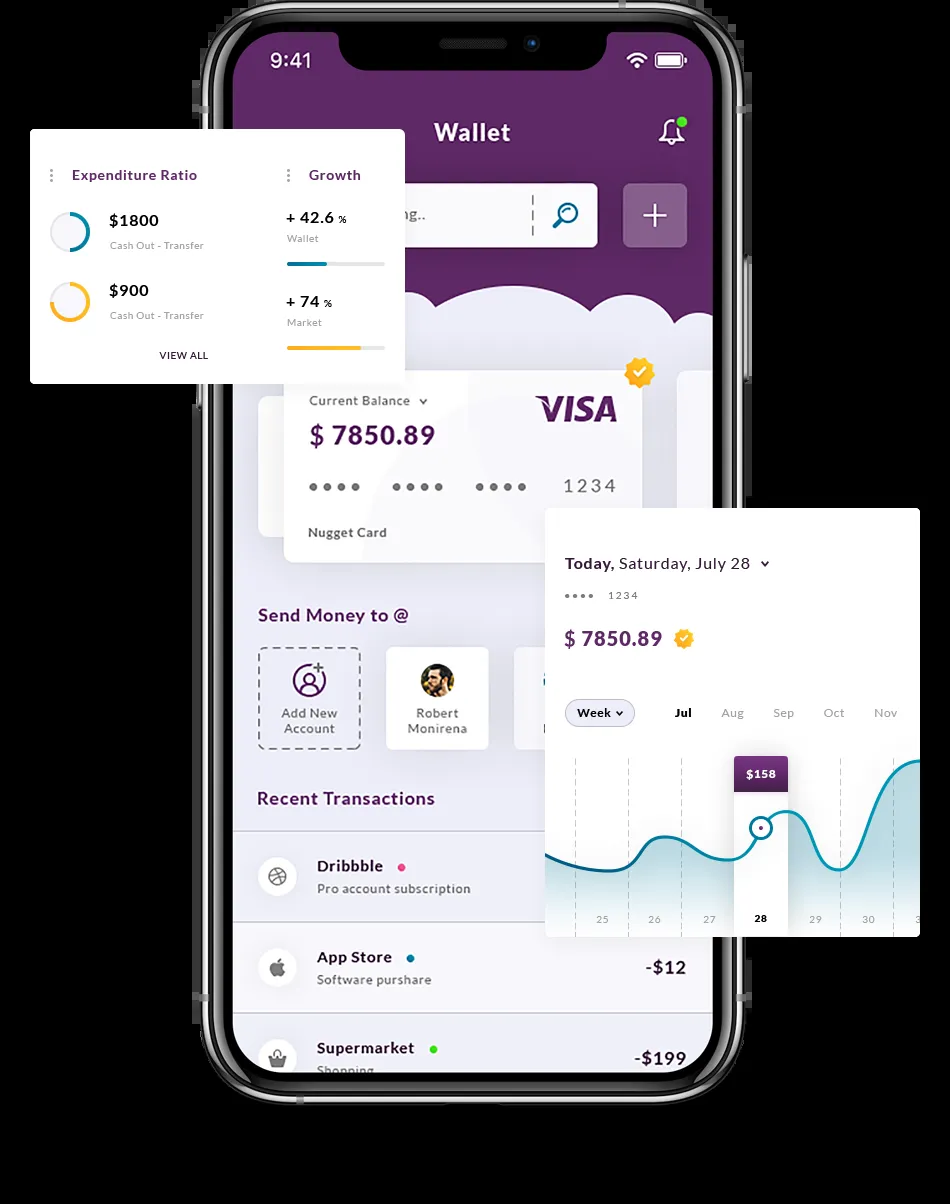 9:41
Wallet
Expenditure Ratio
Growth
$1800
Cash Out - Transfer
+ 42.6 %
Wallet
$900
Cash Out - Transfer
+ 74 %
Market
VIEW ALL
Current Balance
VISA
$ 7850.89
1234
Nugget Card
Today, Saturday, July 28
1234
$ 7850.89
Week
Jul Aug Sep Oct Nov
$158
25 26 27 28 29 30
Send Money to @
Add New
Account
Robert
Monirena
Recent Transactions
Dribbble
Pro account subscription
App Store
Software purshare
-$12
Supermarket
Shopping
-$199